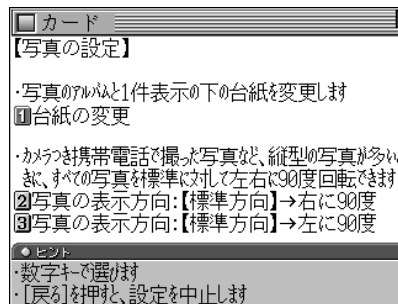 カード
【写真の設定】
・写真のアルバムと1件表示の下の台紙を変更します
1台紙の変更
・カメラつき携帯電話で撮った写真など、縦型の写真が多い
きに、すべての写真を標準に対して左右に90度回転できます
2写真の表示方向:【標準方向】→右に90度
3写真の表示方向:【標準方向】→左に90度
●ヒント
・数字キーで選びます
・[戻る]を押すと、設定を中止します